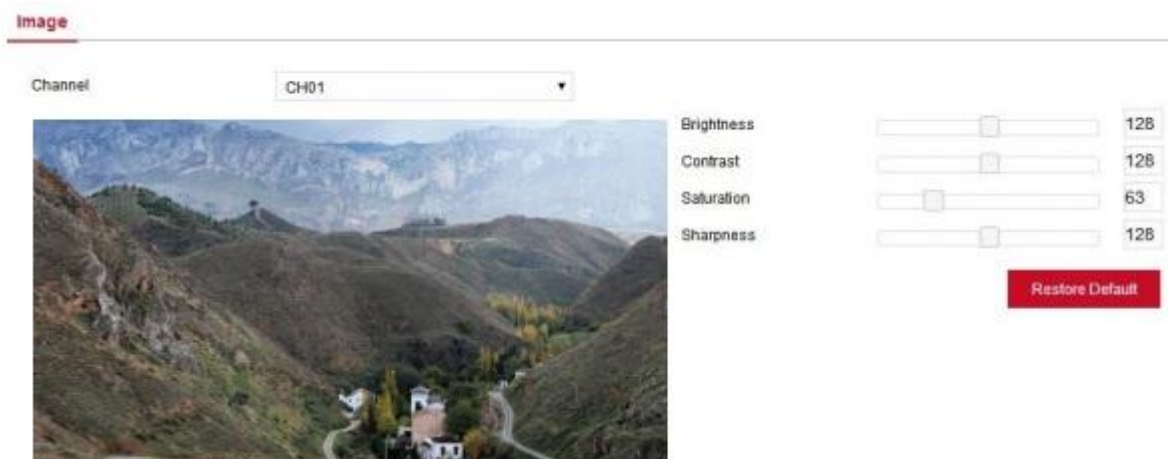 Image
Channel
CH01
Brightness
128
Contrast
128
Saturation
63
Sharpness
128
Restore Default